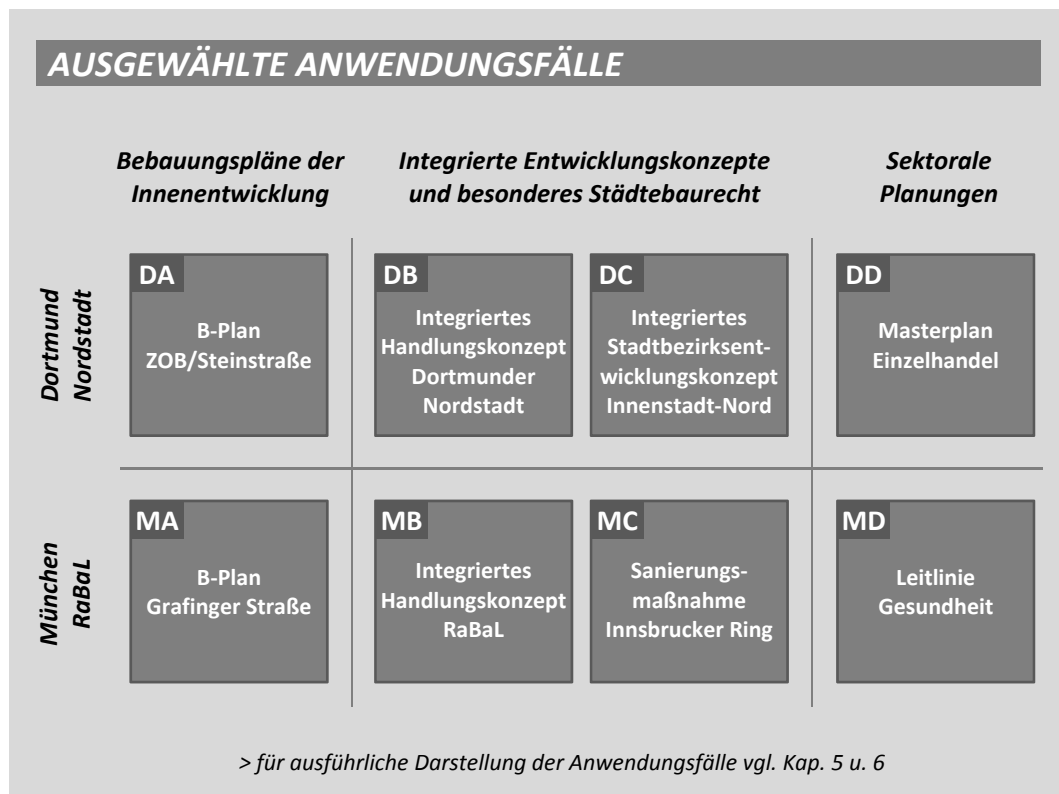 AUSGEWÄHLTE ANWENDUNGSFÄLLE
Bebauungspläne der
Innenentwicklung
Integrierte Entwicklungskonzepte
und besonderes Städtebaurecht
Sektorale
Planungen
Dortmund
Nordstadt
DA
B-Plan
ZOB/Steinstraße
DB
Integriertes
Handlungskonzept
Dortmunder
Nordstadt
DC
Integriertes
Stadtbezirksent-
wicklungskonzept
Innenstadt-Nord
DD
Masterplan
Einzelhandel
München
RaBaL
MA
B-Plan
Grafinger Straße
MB
Integriertes
Handlungskonzept
RaBaL
MC
Sanierungs-
maßnahme
Innsbrucker Ring
MD
Leitlinie
Gesundheit
> für ausführliche Darstellung der Anwendungsfälle vgl. Kap. 5 u. 6